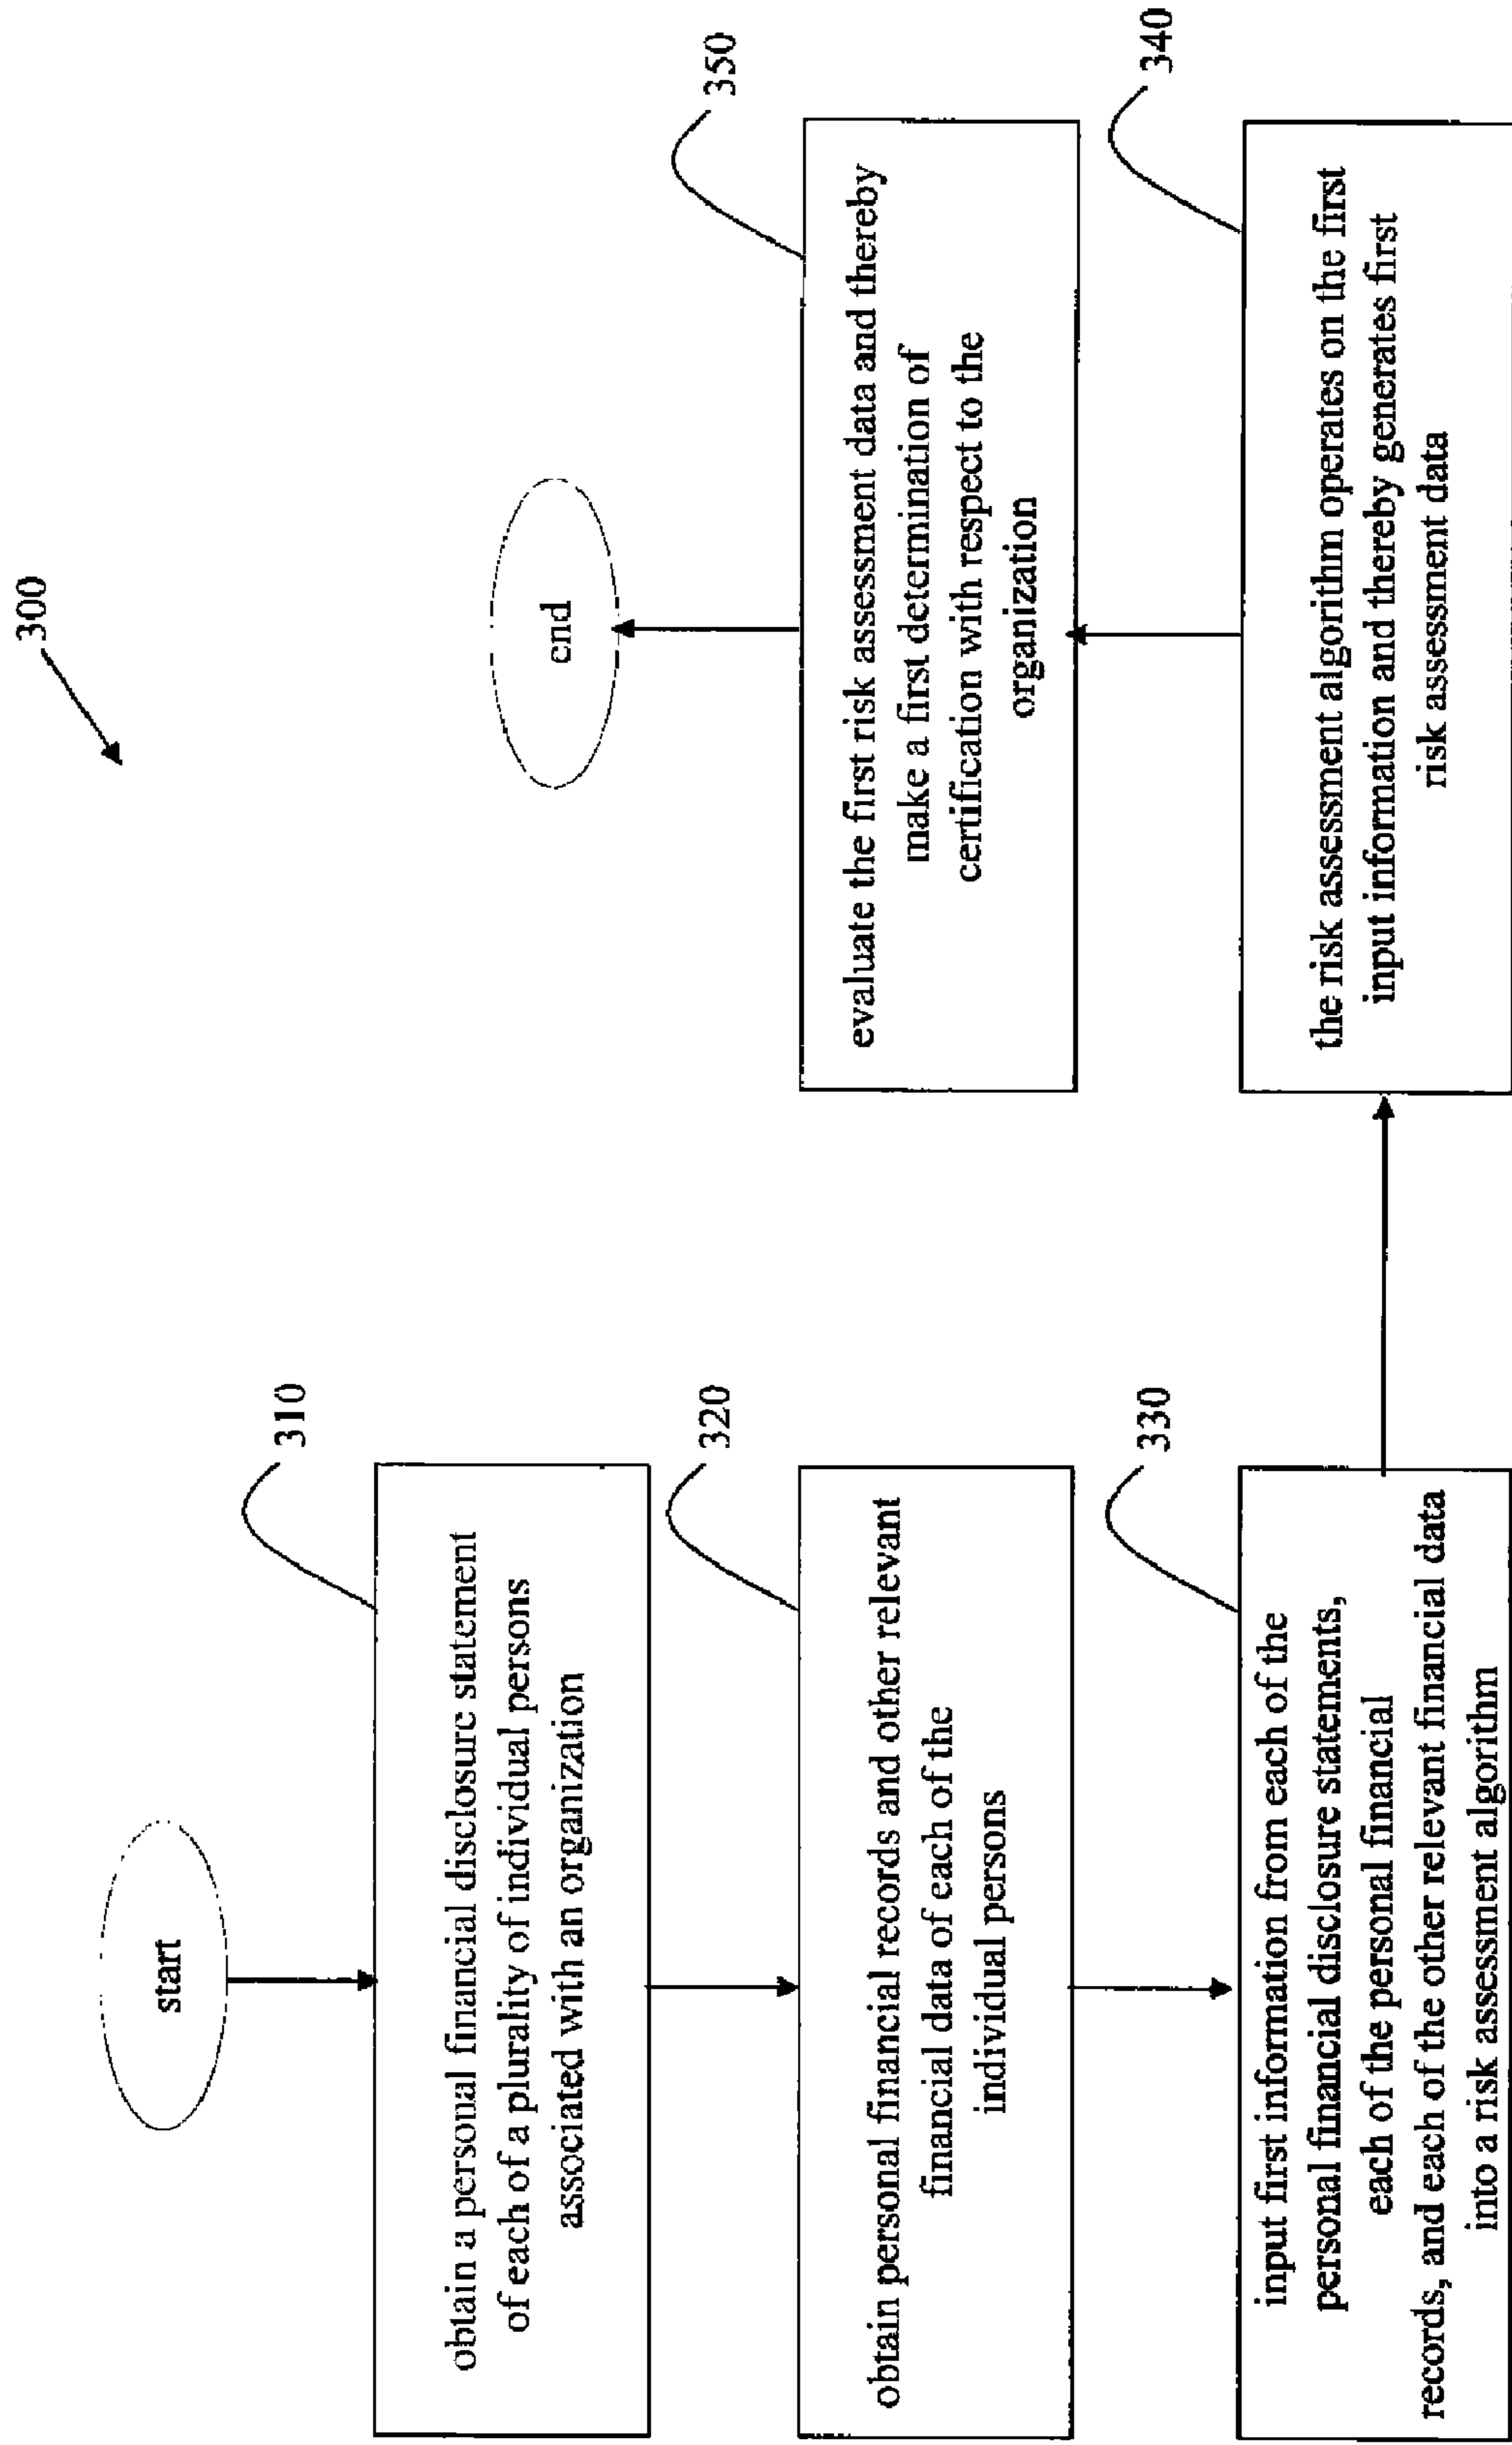 300
start
310
obtain a personal financial disclosure statement
of each of a plurality of individual persons
associated with an organization
320
obtain personal financial records and other relevant
financial data of each of the
individual persons
330
input first information from each of the
personal financial disclosure statements,
each of the personal financial
records, and each of the other relevant financial data
into a risk assessment algorithm
340
the risk assessment algorithm operates on the first
input information and thereby generates first
risk assessment data
350
evaluate the first risk assessment data and thereby
make a first determination of
certification with respect to the
organization
end